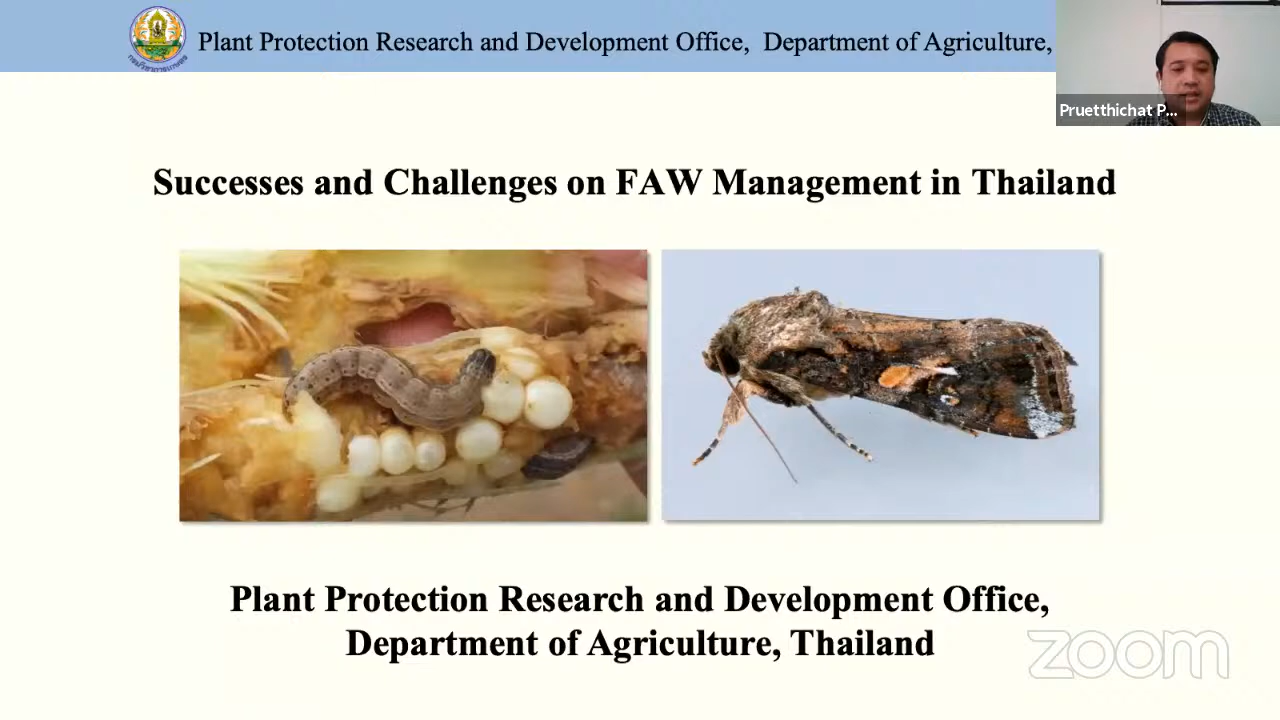 Plant Protection Research and Development Office, Department of Agriculture,
Pruetthichat P...
Successes and Challenges on FAW Management in Thailand
Plant Protection Research and Development Office,
Department of Agriculture, Thailand
zoom